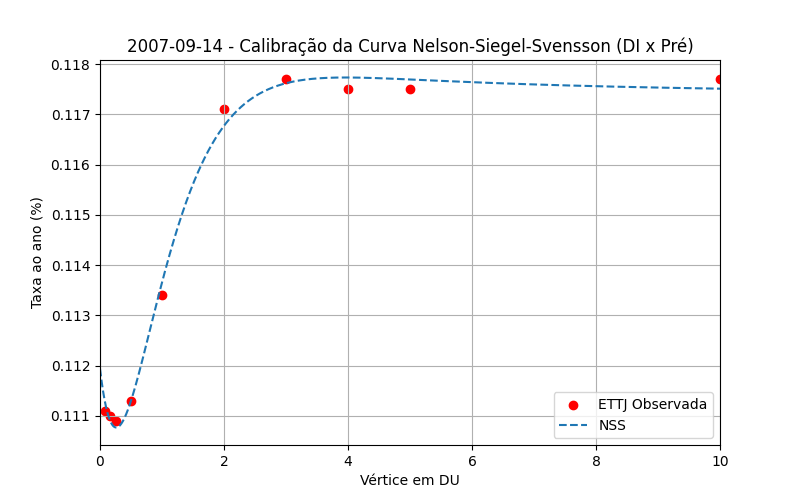 2007-09-14 - Calibração da Curva Nelson-Siegel-Svensson (DI x Pré)
Taxa ao ano (%)
0.118
0.117
0.116
0.115
0.114
0.113
0.112
0.111
ETTJ Observada
NSS
0 2 4 6 8 10
Vértice em DU